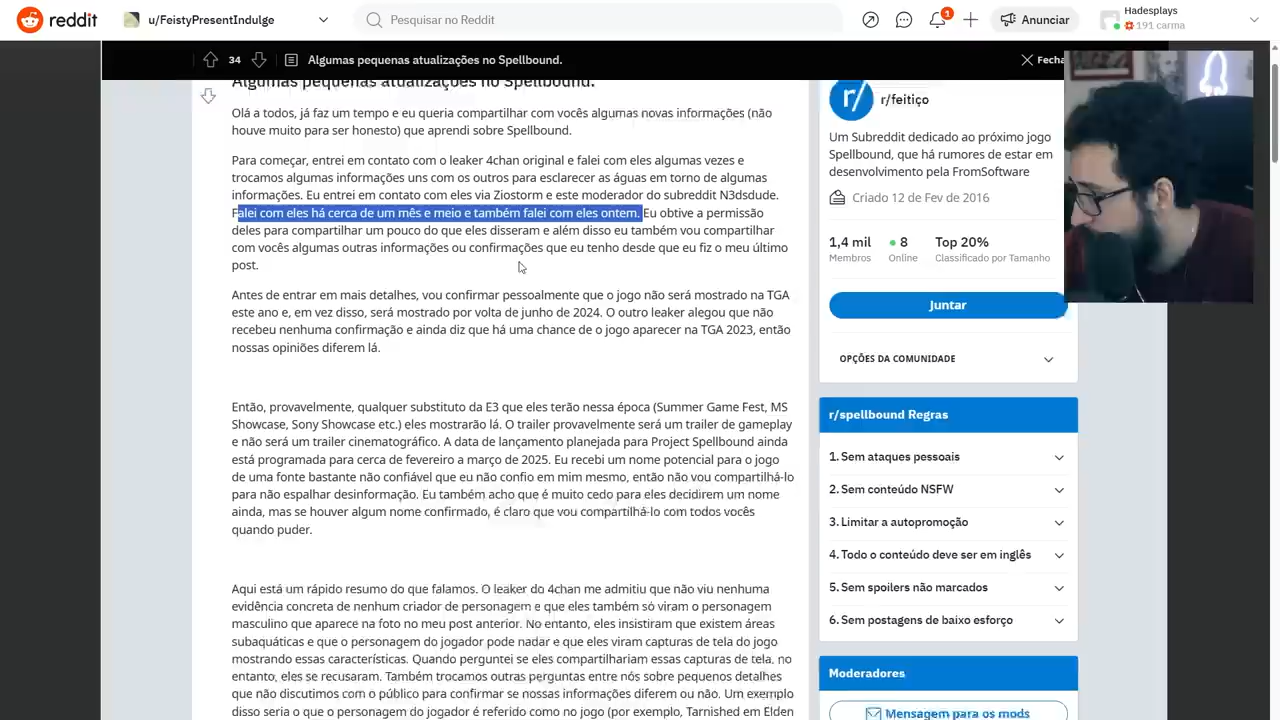 reddit
u/FeistyPresentIndulge
Pesquisar no Reddit
1
Anunciar
Hadesplays
191 carma
34
Algumas pequenas atualizações no Spellbound.
Fecha
Algumas pequenas atualizações no Spellbound.
Olá a todos, já faz um tempo e eu queria compartilhar com vocês algumas novas informações (não
houve muito para ser honesto) que aprendi sobre Spellbound.
Para começar, entrei em contato com o leaker 4chan original e falei com eles algumas vezes e
trocamos algumas informações uns com os outros para esclarecer as águas em torno de algumas
informações. Eu entrei em contato com eles via Ziostorm e este moderador do subreddit N3dsdude.
Falei com eles há cerca de um mês e meio e também falei com eles ontem. Eu obtive a permissão
deles para compartilhar um pouco do que eles disseram e além disso eu também vou compartilhar
com vocês algumas outras informações ou confirmações que eu tenho desde que eu fiz o meu último
post.
Antes de entrar em mais detalhes, vou confirmar pessoalmente que o jogo não será mostrado na TGA
este ano e, em vez disso, será mostrado por volta de junho de 2024. O outro leaker alegou que não
recebeu nenhuma confirmação e ainda diz que há uma chance de o jogo aparecer na TGA 2023, então
nossas opiniões diferem lá.
Então, provavelmente, qualquer substituto da E3 que eles terão nessa época (Summer Game Fest, MS
Showcase, Sony Showcase etc.) eles mostrarão lá. O trailer provavelmente será um trailer de gameplay
e não será um trailer cinematográfico. A data de lançamento planejada para Project Spellbound ainda
está programada para cerca de fevereiro a março de 2025. Eu recebi um nome potencial para o jogo
de uma fonte bastante não confiável que eu não confio em mim mesmo, então não vou compartilhá-lo
para não espalhar desinformação. Eu também acho que é muito cedo para eles decidirem um nome
ainda, mas se houver algum nome confirmado, é claro que vou compartilhá-lo com todos vocês
quando puder.
Aqui está um rápido resumo do que falamos. O leaker do 4chan me admitiu que não viu nenhuma
evidência concreta de nenhum criador de personagem e que eles também só viram o personagem
masculino que aparece na foto no meu post anterior. No entanto, eles insistiram que existem áreas
subaquáticas e que o personagem do jogador pode nadar e que eles viram capturas de tela do jogo
mostrando essas características. Quando perguntei se eles compartilhariam essas capturas de tela, no
entanto, eles se recusaram. Também trocamos outras perguntas entre nós sobre pequenos detalhes
que não discutimos com o público para confirmar se nossas informações diferem ou não. Um exemplo
disso seria o que o personagem do jogador é referido como no jogo (por exemplo, Tarnished em Elden
r/
r/feitiço
Um Subreddit dedicado ao próximo jogo
Spellbound, que há rumores de estar em
desenvolvimento pela FromSoftware
Criado 12 de Fev de 2016
1,4 mil
8
Top 20%
Membros
Online
Classificado por Tamanho
Juntar
OPÇÕES DA COMUNIDADE
r/spellbound Regras
1. Sem ataques pessoais
2. Sem conteúdo NSFW
3. Limitar a autopromoção
4. Todo o conteúdo deve ser em inglês
5. Sem spoilers não marcados
6. Sem postagens de baixo esforço
Moderadores
Mensagem para os mods